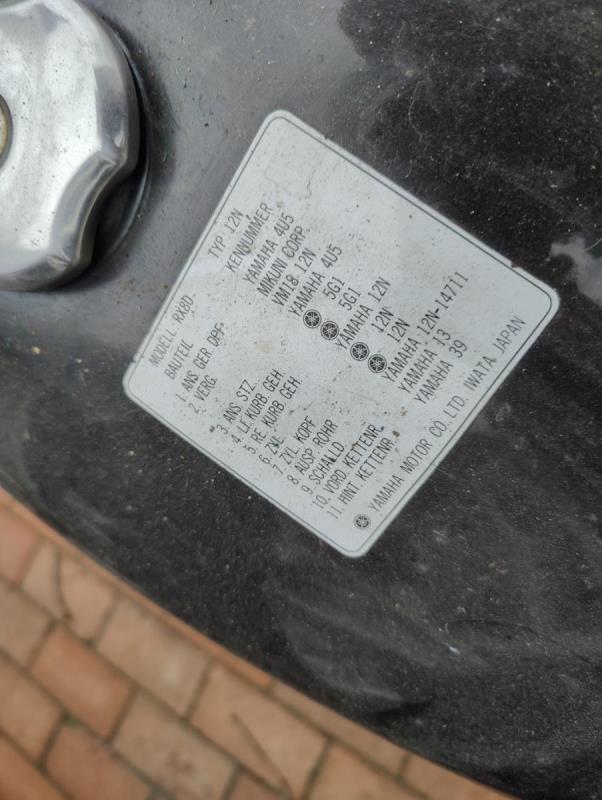 MODELL RX80 TYP 12N
BAUTEIL KENNUMMER
1. ANS GER. DPF. YAMAHA 4U5
2. VERG. MIKUNI CORP
VM18 12N
3. ANS. STZ. YAMAHA 4U5
4. LF.KURB. GEH. 5G1
5. RE.KURB. GEH. 5G1
6. ZYL YAMAHA 12N
7. ZYL KOPF 12N
8. AUSP ROHR 12N
9. SCHALLD YAMAHA 12N-14711
10. VORD. KETTENR. YAMAHA 13
11. HINT. KETTENR. YAMAHA 39
YAMAHA MOTOR CO., LTD. IWATA JAPAN